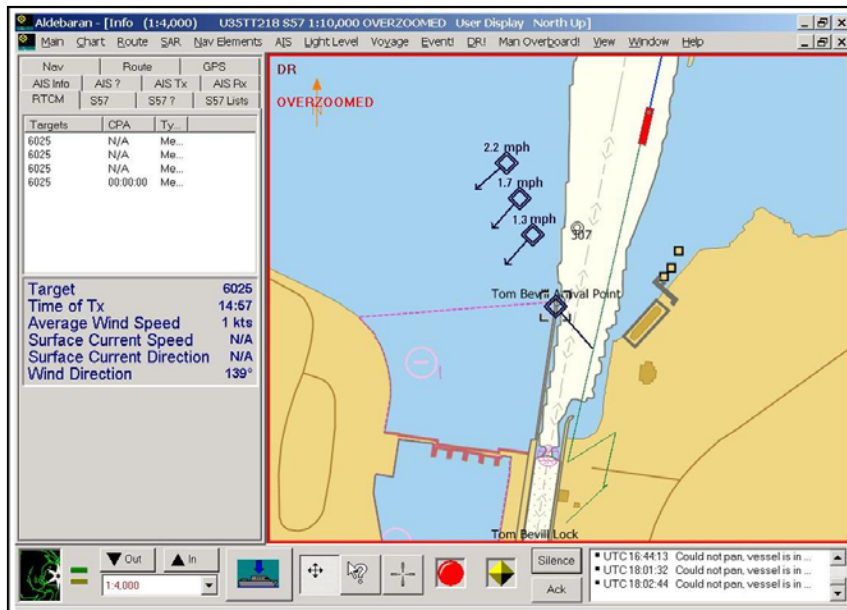 Aldebaran - [Info (1:4,000) U35TT218 S57 1:10,000 OVERZOOMED User Display North Up]
Main Chart Route SAR Nav Elements AIS Light Level Voyage Event! DR! Man Overboard! View Window Help
Nav Route GPS
AIS Info AIS ? AIS Tx AIS Rx
RTCM S57 S57 ? S57 Lists
Targets CPA Ty...
6025 N/A Me...
6025 N/A Me...
6025 N/A Me...
6025 00:00:00 Me...
Target 6025
Time of Tx 14:57
Average Wind Speed 1 kts
Surface Current Speed N/A
Surface Current Direction N/A
Wind Direction 139°
DR
OVERZOOMED
2.2 mph
1.7 mph
1.3 mph
307
Tom Bevill Arrival Point
Tom Bevill Lock
Out In
1:4,000
Silence
Ack
UTC 16:44:13 Could not pan, vessel is in ...
UTC 18:01:32 Could not pan, vessel is in ...
UTC 18:02:44 Could not pan, vessel is in ...